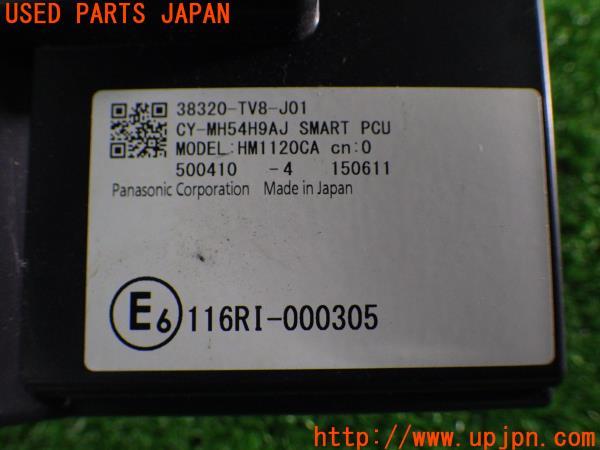 USED PARTS JAPAN
38320-TV8-J01
CY-MH54H9AJ SMART PCU
MODEL:HM1120CA cn:0
500410 -4 150611
Panasonic Corporation Made in Japan
E6 116RI-000305
UPJ
http://www.upjpn.com/